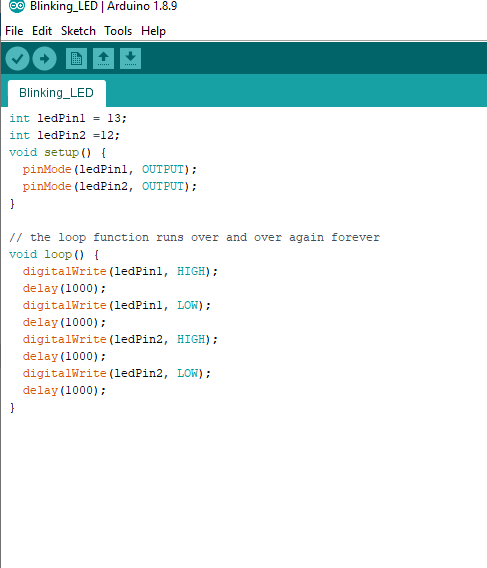 Blinking_LED | Arduino 1.8.9
File Edit Sketch Tools Help
Blinking_LED
int ledPin1 = 13;
int ledPin2 =12;
void setup() {
  pinMode(ledPin1, OUTPUT);
  pinMode(ledPin2, OUTPUT);
}

// the loop function runs over and over again forever
void loop() {
  digitalWrite(ledPin1, HIGH);
  delay(1000);
  digitalWrite(ledPin1, LOW);
  delay(1000);
  digitalWrite(ledPin2, HIGH);
  delay(1000);
  digitalWrite(ledPin2, LOW);
  delay(1000);
}